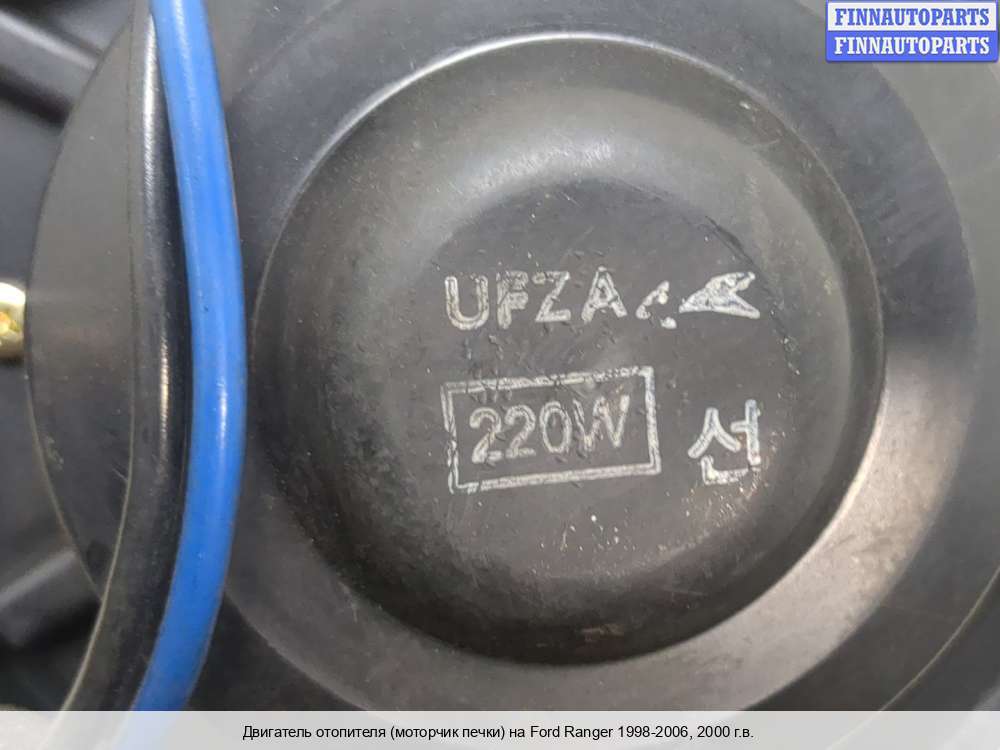 FINNAUTOPARTS
FINNAUTOPARTS
UFZA
220W 선
Двигатель отопителя (моторчик печки) на Ford Ranger 1998-2006, 2000 г.в.